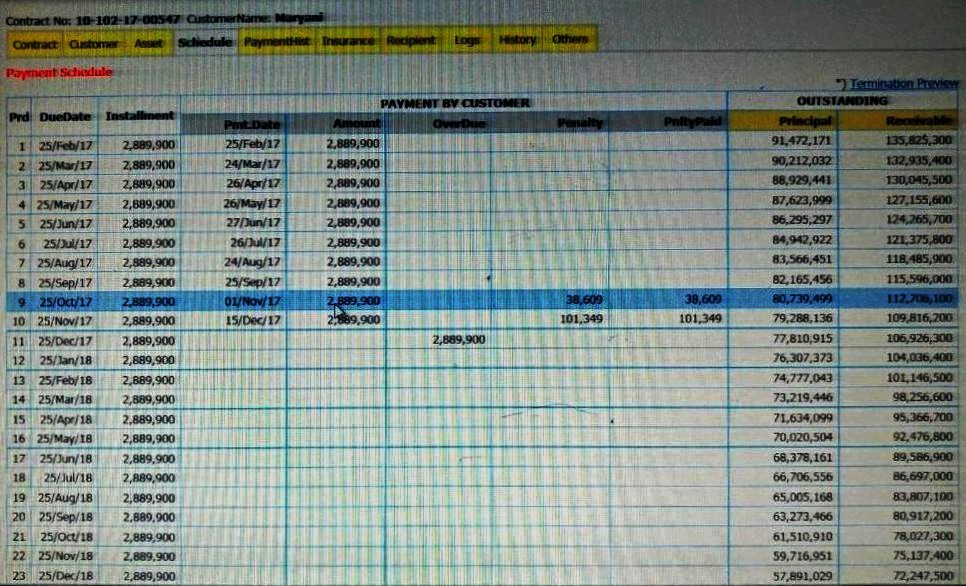 Contract No: 10-102-17-00547 CustomerName: Maryani
Contract Customer Asset Schedule PaymentHist Insurance Recipient Logs History Others
Payment Schedule
*) Termination Preview
PAYMENT BY CUSTOMER OUTSTANDING
Prd DueDate Installment Pmt.Date Amount OverDue Penalty PnltyPaid Principal Receivable
1 25/Feb/17 2,889,900 25/Feb/17 2,889,900 91,472,171 135,825,300
2 25/Mar/17 2,889,900 24/Mar/17 2,889,900 90,212,032 132,935,400
3 25/Apr/17 2,889,900 26/Apr/17 2,889,900 88,929,441 130,045,500
4 25/May/17 2,889,900 26/May/17 2,889,900 87,623,999 127,155,600
5 25/Jun/17 2,889,900 27/Jun/17 2,889,900 86,295,297 124,265,700
6 25/Jul/17 2,889,900 26/Jul/17 2,889,900 84,942,922 121,375,800
7 25/Aug/17 2,889,900 24/Aug/17 2,889,900 83,566,451 118,485,900
8 25/Sep/17 2,889,900 25/Sep/17 2,889,900 82,165,456 115,596,000
9 25/Oct/17 2,889,900 01/Nov/17 2,889,900 38,609 38,609 80,739,499 112,706,100
10 25/Nov/17 2,889,900 15/Dec/17 2,889,900 101,349 101,349 79,288,136 109,816,200
11 25/Dec/17 2,889,900 2,889,900 77,810,915 106,926,300
12 25/Jan/18 2,889,900 76,307,373 104,036,400
13 25/Feb/18 2,889,900 74,777,043 101,146,500
14 25/Mar/18 2,889,900 73,219,446 98,256,600
15 25/Apr/18 2,889,900 71,634,099 95,366,700
16 25/May/18 2,889,900 70,020,504 92,476,800
17 25/Jun/18 2,889,900 68,378,161 89,586,900
18 25/Jul/18 2,889,900 66,706,556 86,697,000
19 25/Aug/18 2,889,900 65,005,168 83,807,100
20 25/Sep/18 2,889,900 63,273,466 80,917,200
21 25/Oct/18 2,889,900 61,510,910 78,027,300
22 25/Nov/18 2,889,900 59,716,951 75,137,400
23 25/Dec/18 2,889,900 57,891,029 72,247,500